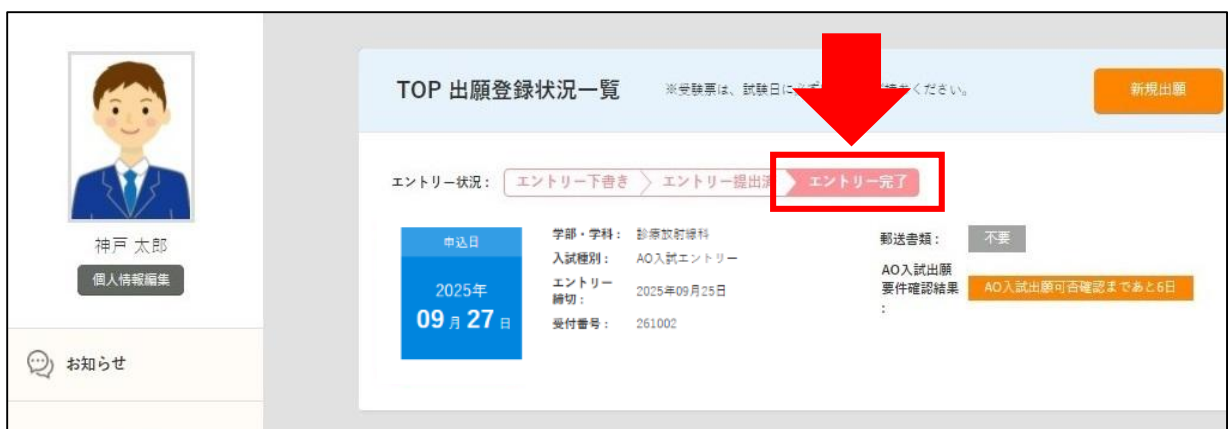 神戸 太郎
個人情報編集
お知らせ
TOP 出願登録状況一覧
※受験票は、試験日に必ず ください。
新規出願
エントリー状況：
エントリー下書き
エントリー提出済
エントリー完了
申込日
2025年
09月27日
学部・学科： 診療放射線科
入試種別： AO入試エントリー
エントリー
締切： 2025年09月25日
受付番号： 261002
郵送書類： 不要
AO入試出願
要件確認結果
：
AO入試出願可否確認まであと6日